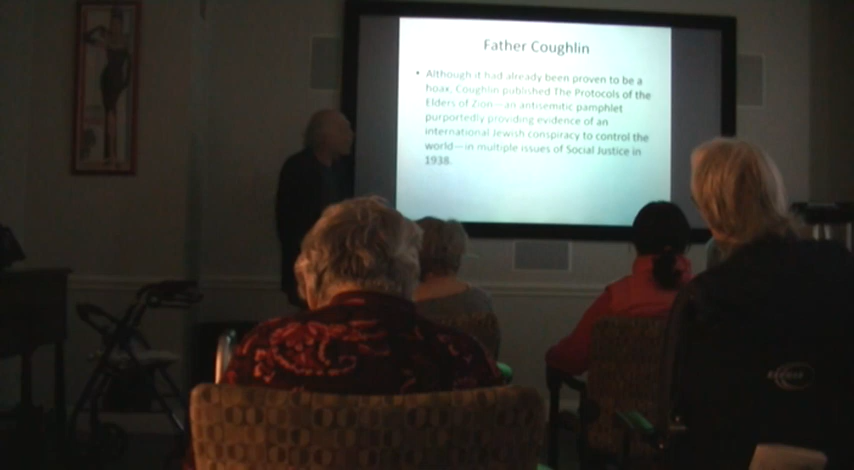 Father Coughlin
• Although it had already been proven to be a
hoax, Coughlin published The Protocols of the
Elders of Zion—an antisemitic pamphlet
purportedly providing evidence of an
international Jewish conspiracy to control the
world—in multiple issues of Social Justice in
1938.